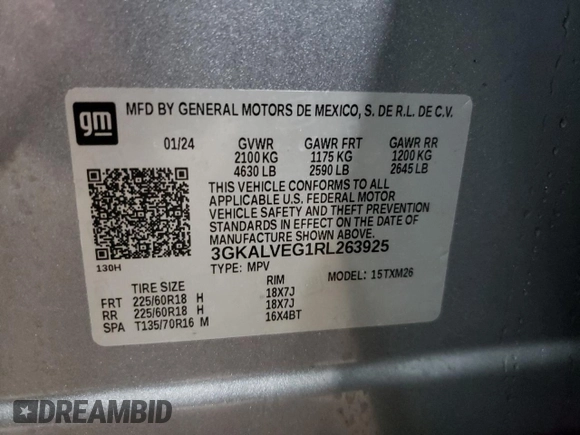 gm
MFD BY GENERAL MOTORS DE MEXICO, S. DE R.L. DE C.V.
01/24 GVWR GAWR FRT GAWR RR
2100 KG 1175 KG 1200 KG
4630 LB 2590 LB 2645 LB
THIS VEHICLE CONFORMS TO ALL
APPLICABLE U.S. FEDERAL MOTOR
VEHICLE SAFETY AND THEFT PREVENTION
STANDARDS IN EFFECT ON THE DATE OF
MANUFACTURE SHOWN ABOVE.
3GKALVEG1RL263925
130H
TYPE: MPV MODEL: 15TXM26
TIRE SIZE RIM
FRT 225/60R18 H 18X7J
RR 225/60R18 H 18X7J
SPA T135/70R16 M 16X4BT
DREAMBID